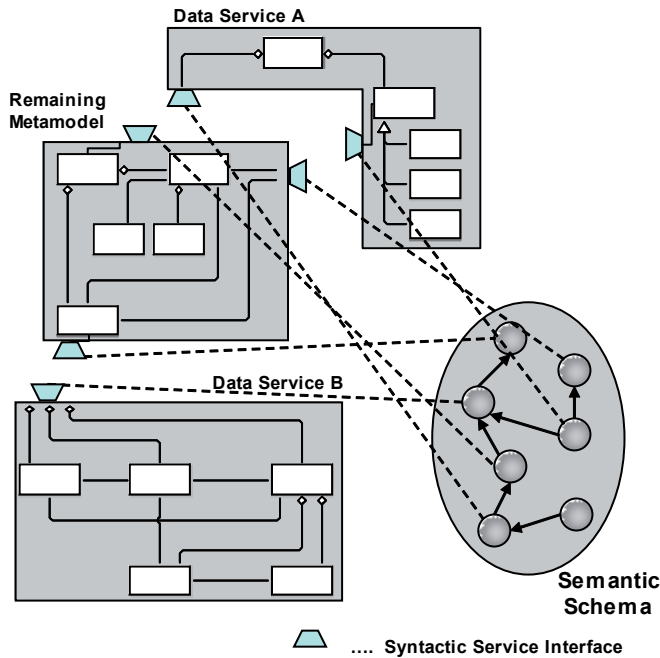 Data Service A
Remaining
Metamodel
Data Service B
Semantic
Schema
.... Syntactic Service Interface